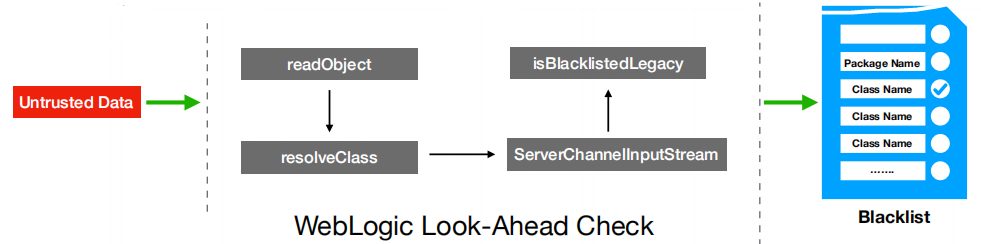 Untrusted Data
readObject
resolveClass
ServerChannelInputStream
isBlacklistedLegacy
WebLogic Look-Ahead Check
Package Name
Class Name
Class Name
Class Name
.......
Blacklist